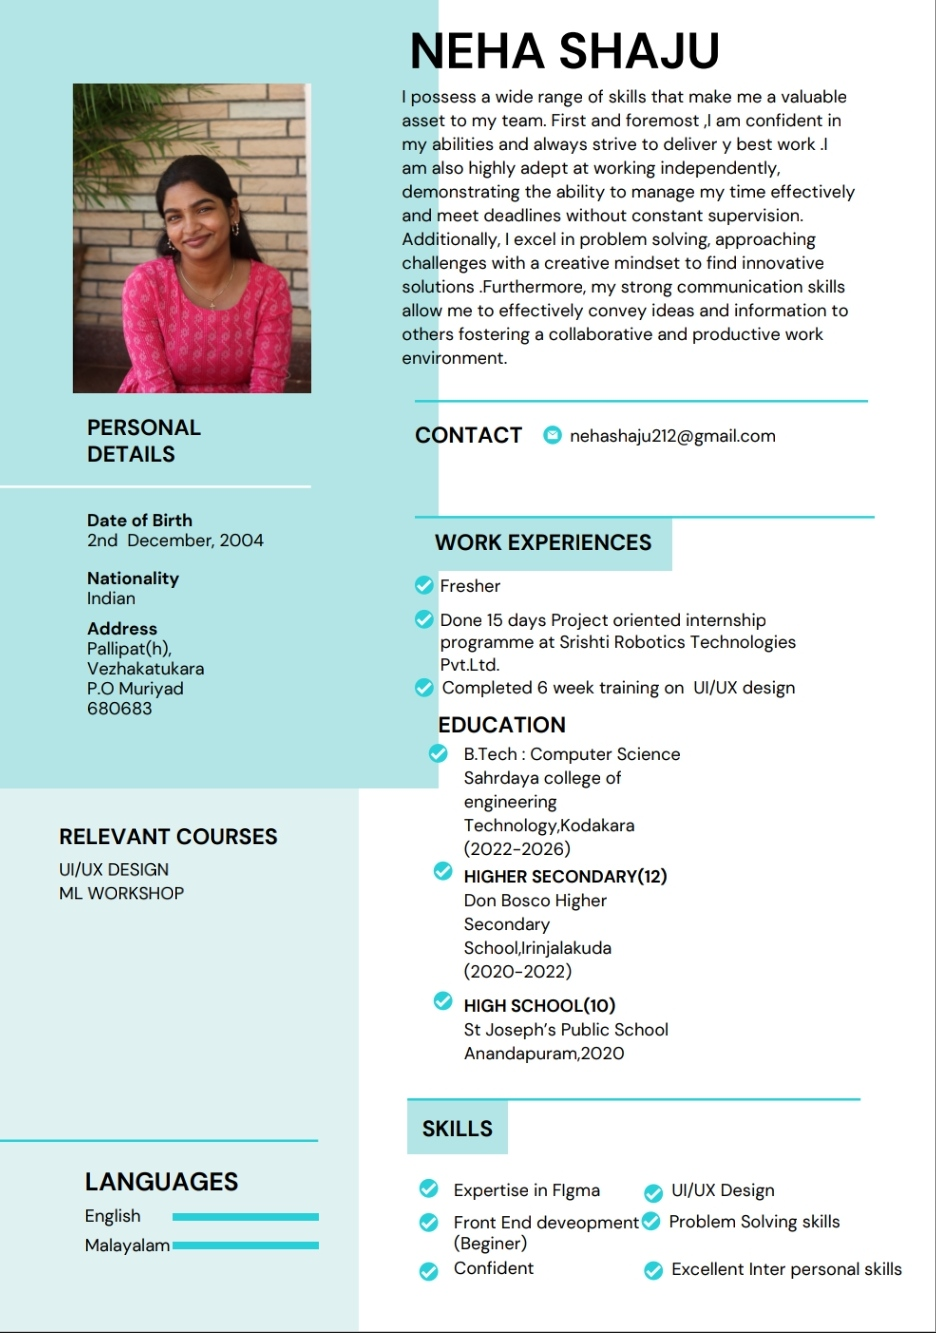 NEHA SHAJU
I possess a wide range of skills that make me a valuable
asset to my team. First and foremost ,I am confident in
my abilities and always strive to deliver y best work .I
am also highly adept at working independently,
demonstrating the ability to manage my time effectively
and meet deadlines without constant supervision.
Additionally, I excel in problem solving, approaching
challenges with a creative mindset to find innovative
solutions .Furthermore, my strong communication skills
allow me to effectively convey ideas and information to
others fostering a collaborative and productive work
environment.
CONTACT nehashaju212@gmail.com
PERSONAL
DETAILS
Date of Birth
2nd  December, 2004
Nationality
Indian
Address
Pallipat(h),
Vezhakatukara
P.O Muriyad
680683
WORK EXPERIENCES
Fresher
Done 15 days Project oriented internship
programme at Srishti Robotics Technologies
Pvt.Ltd.
Completed 6 week training on  UI/UX design
EDUCATION
B.Tech : Computer Science
Sahrdaya college of
engineering
Technology,Kodakara
(2022-2026)
HIGHER SECONDARY(12)
Don Bosco Higher
Secondary
School,Irinjalakuda
(2020-2022)
HIGH SCHOOL(10)
St Joseph's Public School
Anandapuram,2020
RELEVANT COURSES
UI/UX DESIGN
ML WORKSHOP
LANGUAGES
English
Malayalam
SKILLS
Expertise in FIgma
Front End deveopment
(Beginer)
Confident
UI/UX Design
Problem Solving skills
Excellent Inter personal skills